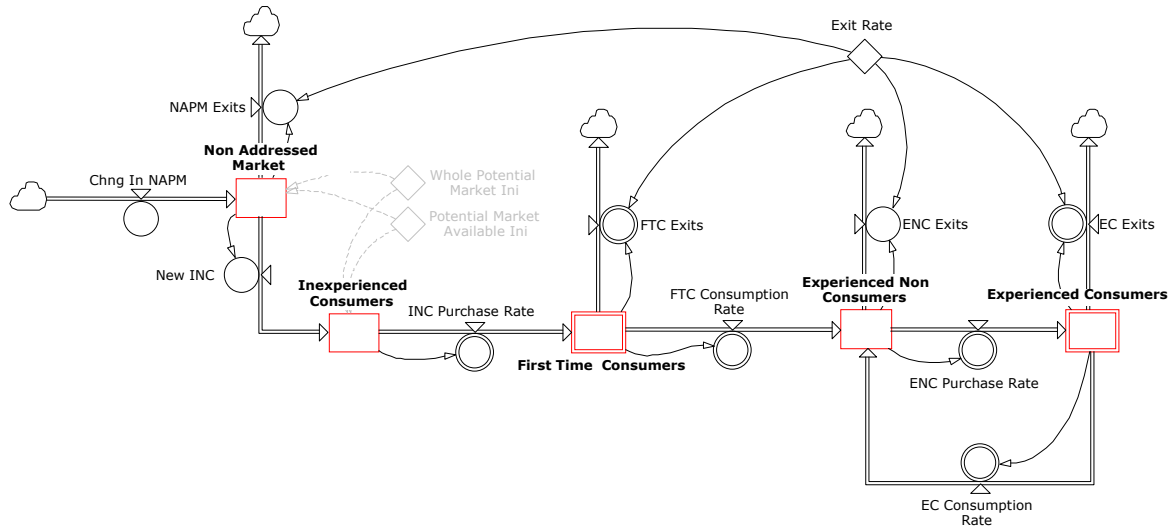 Exit Rate
NAPM Exits
Non Addressed
Market
Chng In NAPM
Whole Potential
Market Ini
Potential Market
Available Ini
FTC Exits
ENC Exits
EC Exits
New INC
Inexperienced
Consumers
INC Purchase Rate
FTC Consumption
Rate
Experienced Non
Consumers
Experienced Consumers
First Time  Consumers
ENC Purchase Rate
EC Consumption
Rate